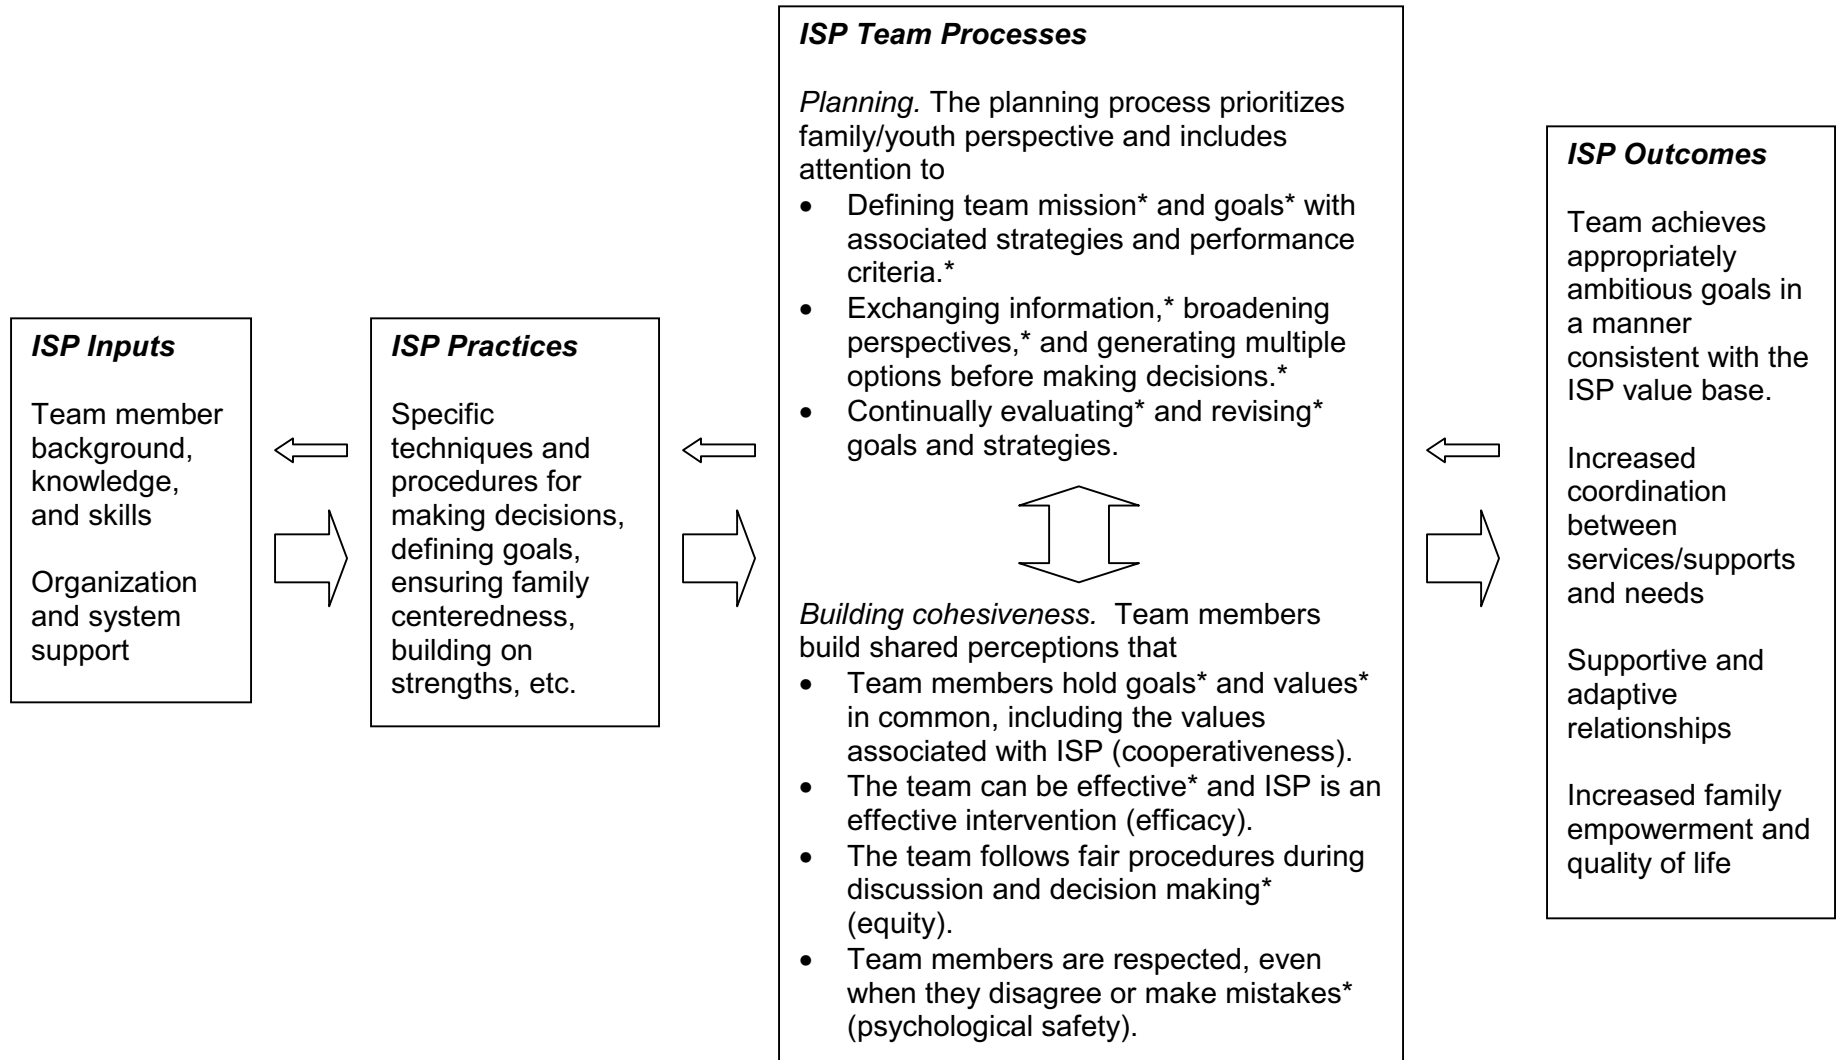 ISP Inputs
Team member
background,
knowledge,
and skills
Organization
and system
support
ISP Practices
Specific
techniques and
procedures for
making decisions,
defining goals,
ensuring family
centeredness,
building on
strengths, etc.
ISP Team Processes
Planning. The planning process prioritizes
family/youth perspective and includes
attention to
• Defining team mission* and goals* with
associated strategies and performance
criteria.*
• Exchanging information,* broadening
perspectives,* and generating multiple
options before making decisions.*
• Continually evaluating* and revising*
goals and strategies.
Building cohesiveness. Team members
build shared perceptions that
• Team members hold goals* and values*
in common, including the values
associated with ISP (cooperativeness).
• The team can be effective* and ISP is an
effective intervention (efficacy).
• The team follows fair procedures during
discussion and decision making*
(equity).
• Team members are respected, even
when they disagree or make mistakes*
(psychological safety).
ISP Outcomes
Team achieves
appropriately
ambitious goals in
a manner
consistent with the
ISP value base.
Increased
coordination
between
services/supports
and needs
Supportive and
adaptive
relationships
Increased family
empowerment and
quality of life